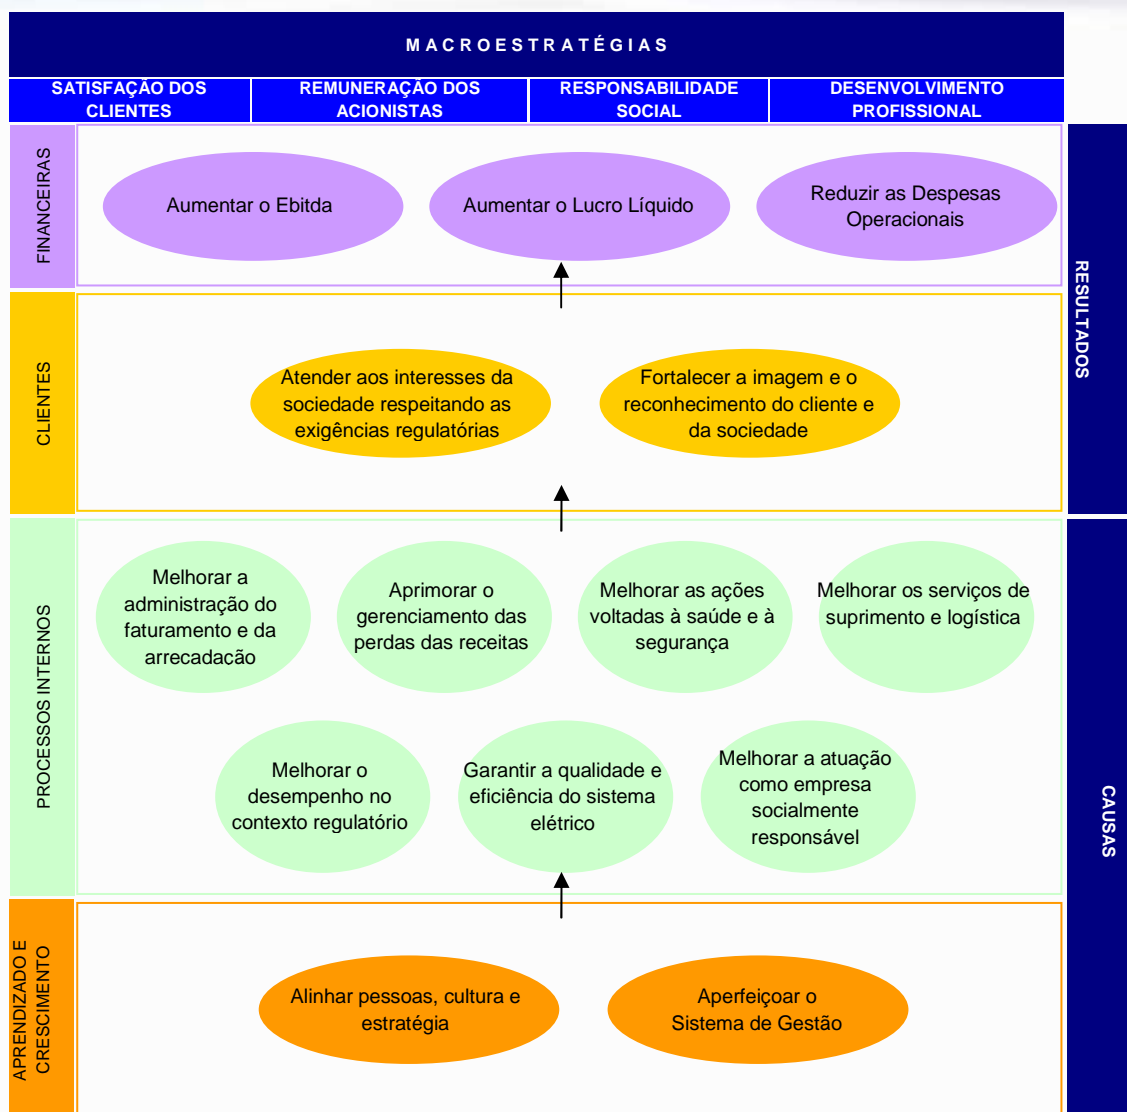 MACROESTRATÉGIAS
SATISFAÇÃO DOS
CLIENTES
REMUNERAÇÃO DOS
ACIONISTAS
RESPONSABILIDADE
SOCIAL
DESENVOLVIMENTO
PROFISSIONAL
FINANCEIRAS
Aumentar o Ebitda
Aumentar o Lucro Líquido
Reduzir as Despesas
Operacionais
RESULTADOS
CLIENTES
Atender aos interesses da
sociedade respeitando as
exigências regulatórias
Fortalecer a imagem e o
reconhecimento do cliente e
da sociedade
PROCESSOS INTERNOS
Melhorar a
administração do
faturamento e da
arrecadação
Aprimorar o
gerenciamento das
perdas das receitas
Melhorar as ações
voltadas à saúde e à
segurança
Melhorar os serviços de
suprimento e logística
Melhorar o
desempenho no
contexto regulatório
Garantir a qualidade e
eficiência do sistema
elétrico
Melhorar a atuação
como empresa
socialmente
responsável
CAUSAS
APRENDIZADO E
CRESCIMENTO
Alinhar pessoas, cultura e
estratégia
Aperfeiçoar o
Sistema de Gestão